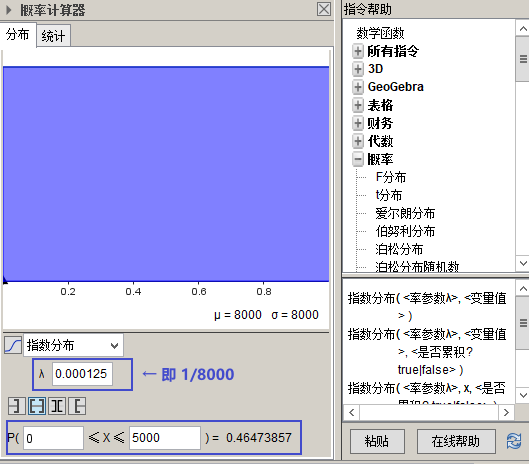 概率计算器
分布 统计
0.2 0.4 0.6 0.8
μ = 8000 σ = 8000
指数分布
λ 0.000125 ← 即 1/8000
P( 0 ≤ X ≤ 5000 ) = 0.46473857
指令帮助
数学函数
所有指令
3D
GeoGebra
表格
财务
代数
概率
F分布
t分布
爱尔朗分布
伯努利分布
泊松分布
泊松分布随机数
指数分布( <率参数λ>, <变量值
> )
指数分布( <率参数λ>, <变量值
>, <是否累积?
true|false> )
指数分布( <率参数λ>, x, <是否
累积? true|false> )
粘贴 在线帮助